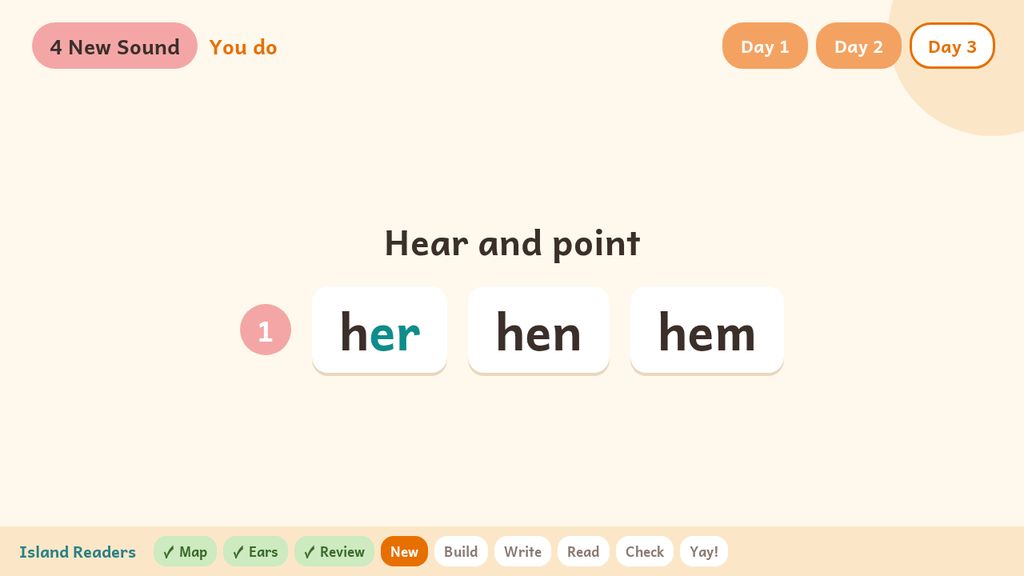 4 New Sound You do Day 1 Day 2 Day 3
Hear and point
1 her hen hem
Island Readers ✓ Map ✓ Ears ✓ Review New Build Write Read Check Yay!